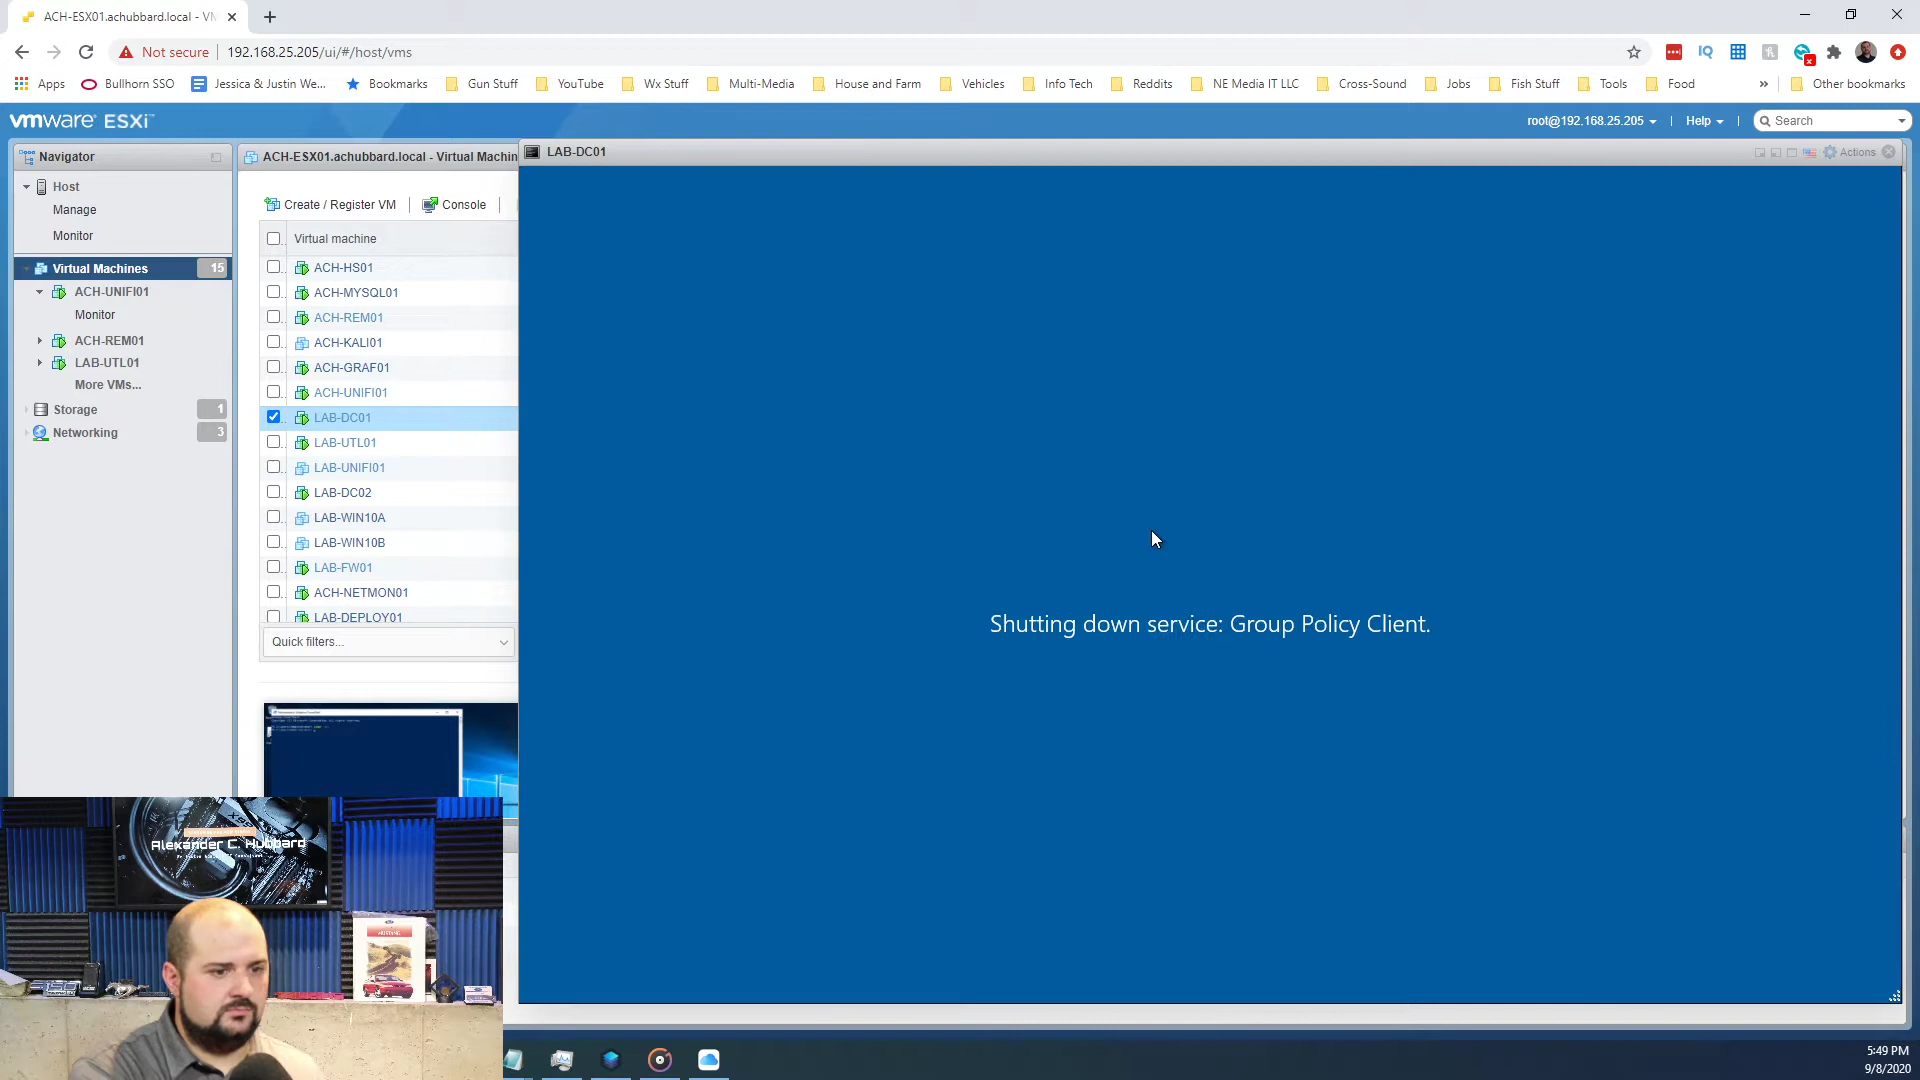 ACH-ESX01.achubbard.local - VM
Not secure
192.168.25.205/ui/#/host/vms
Apps
Bullhorn SSO
Jessica & Justin We...
Bookmarks
Gun Stuff
YouTube
Wx Stuff
Multi-Media
House and Farm
Vehicles
Info Tech
Reddits
NE Media IT LLC
Cross-Sound
Jobs
Fish Stuff
Tools
Food
»
Other bookmarks
vmware ESXi™
root@192.168.25.205
Help
Search
Navigator
Host
Manage
Monitor
Virtual Machines 15
ACH-UNIFI01
Monitor
ACH-REM01
LAB-UTL01
More VMs...
Storage 1
Networking 3
ACH-ESX01.achubbard.local - Virtual Machin
Create / Register VM
Console
Virtual machine
ACH-HS01
ACH-MYSQL01
ACH-REM01
ACH-KALI01
ACH-GRAF01
ACH-UNIFI01
LAB-DC01
LAB-UTL01
LAB-UNIFI01
LAB-DC02
LAB-WIN10A
LAB-WIN10B
LAB-FW01
ACH-NETMON01
LAB-DEPLOY01
Quick filters...
LAB-DC01
Actions
Shutting down service: Group Policy Client.
Alexander C. Hubbard
MUSTANG
5:49 PM
9/8/2020